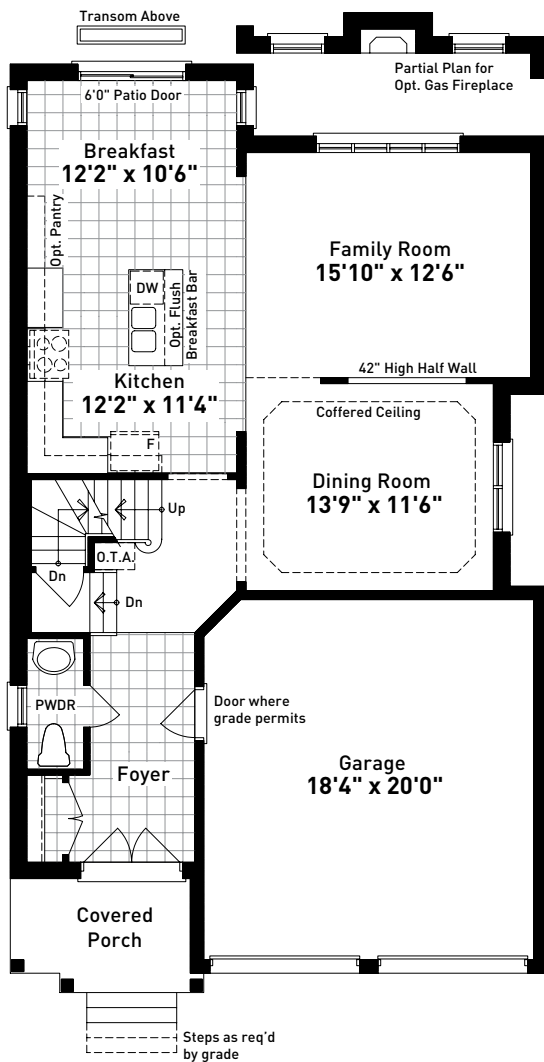 Transom Above
6'0" Patio Door
Partial Plan for
Opt. Gas Fireplace
Breakfast
12'2" x 10'6"
Opt. Pantry
Family Room
15'10" x 12'6"
DW
Opt. Flush
Breakfast Bar
42" High Half Wall
Kitchen
12'2" x 11'4"
F
Coffered Ceiling
Dining Room
13'9" x 11'6"
Up
O.T.A.
Dn
Dn
PWDR
Door where
grade permits
Foyer
Garage
18'4" x 20'0"
Covered
Porch
Steps as req'd
by grade